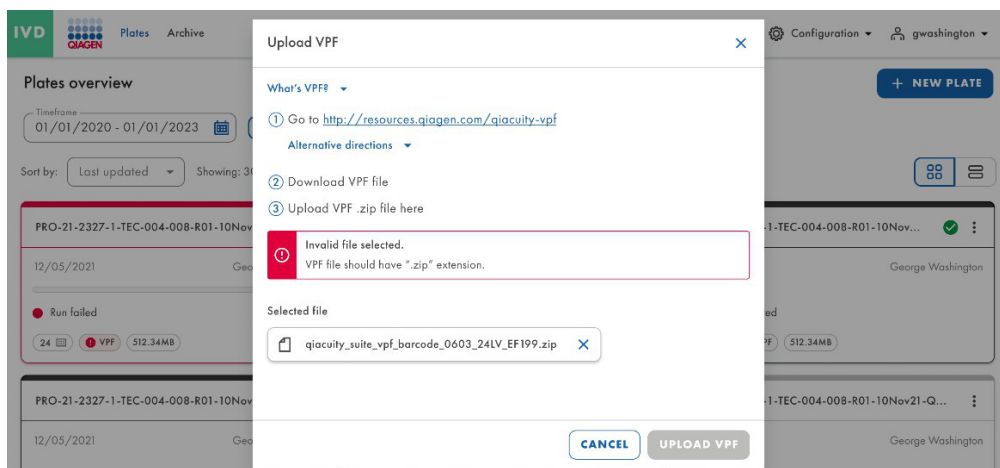 IVD
QIAGEN
Plates Archive
Configuration
gwashington
Plates overview
+ NEW PLATE
Timeframe
01/01/2020 - 01/01/2023
Sort by: Last updated Showing:
PRO-21-2327-1-TEC-004-008-R01-10Nov
12/05/2021
Run failed
24 VPF 512.34MB
PRO-21-2327-1-TEC-004-008-R01-10Nov
12/05/2021
Upload VPF
What's VPF?
1 Go to http://resources.qiagen.com/qiacuity-vpf
Alternative directions
2 Download VPF file
3 Upload VPF .zip file here
Invalid file selected.
VPF file should have ".zip" extension.
Selected file
qiacuity_suite_vpf_barcode_0603_24LV_EF199.zip
CANCEL UPLOAD VPF
-1-TEC-004-008-R01-10Nov...
George Washington
512.34MB
-1-TEC-004-008-R01-10Nov21-Q...
George Washington